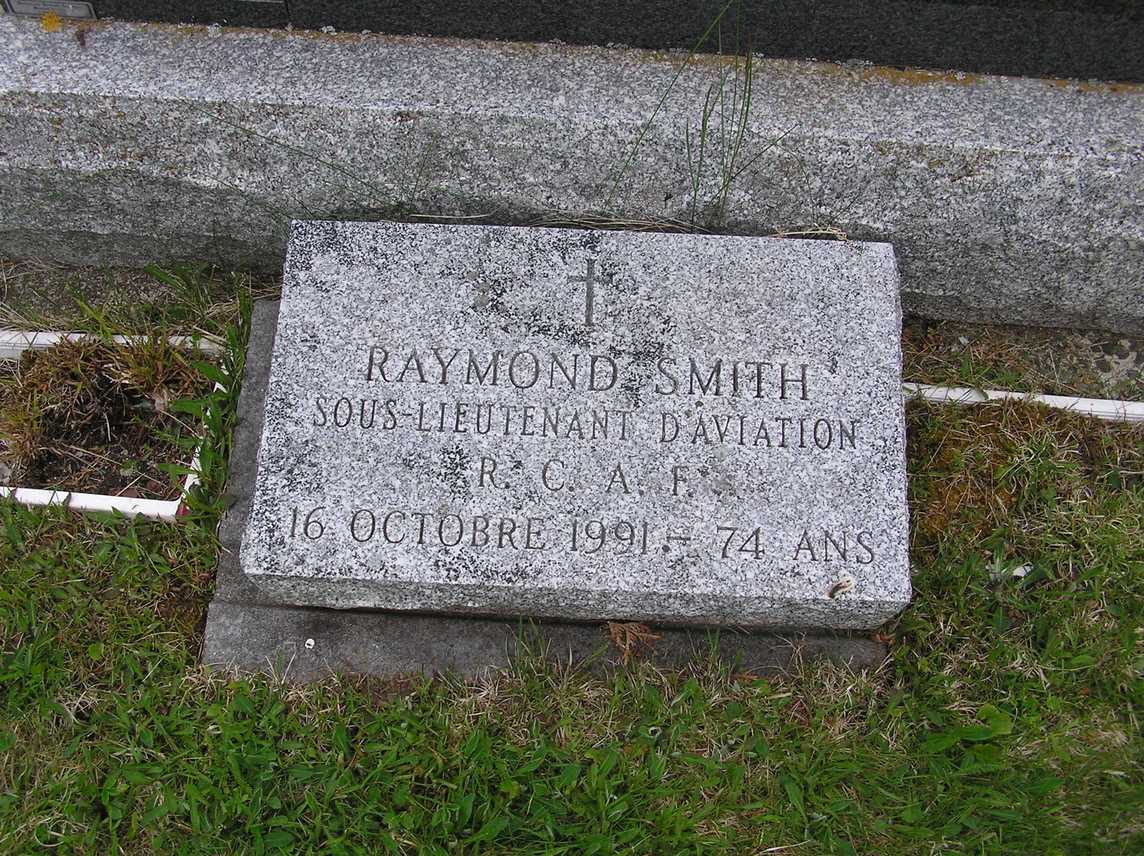 RAYMOND SMITH
SOUS-LIEUTENANT D'AVIATION
R. C. A. F.
16 OCTOBRE 1991.- 74 ANS